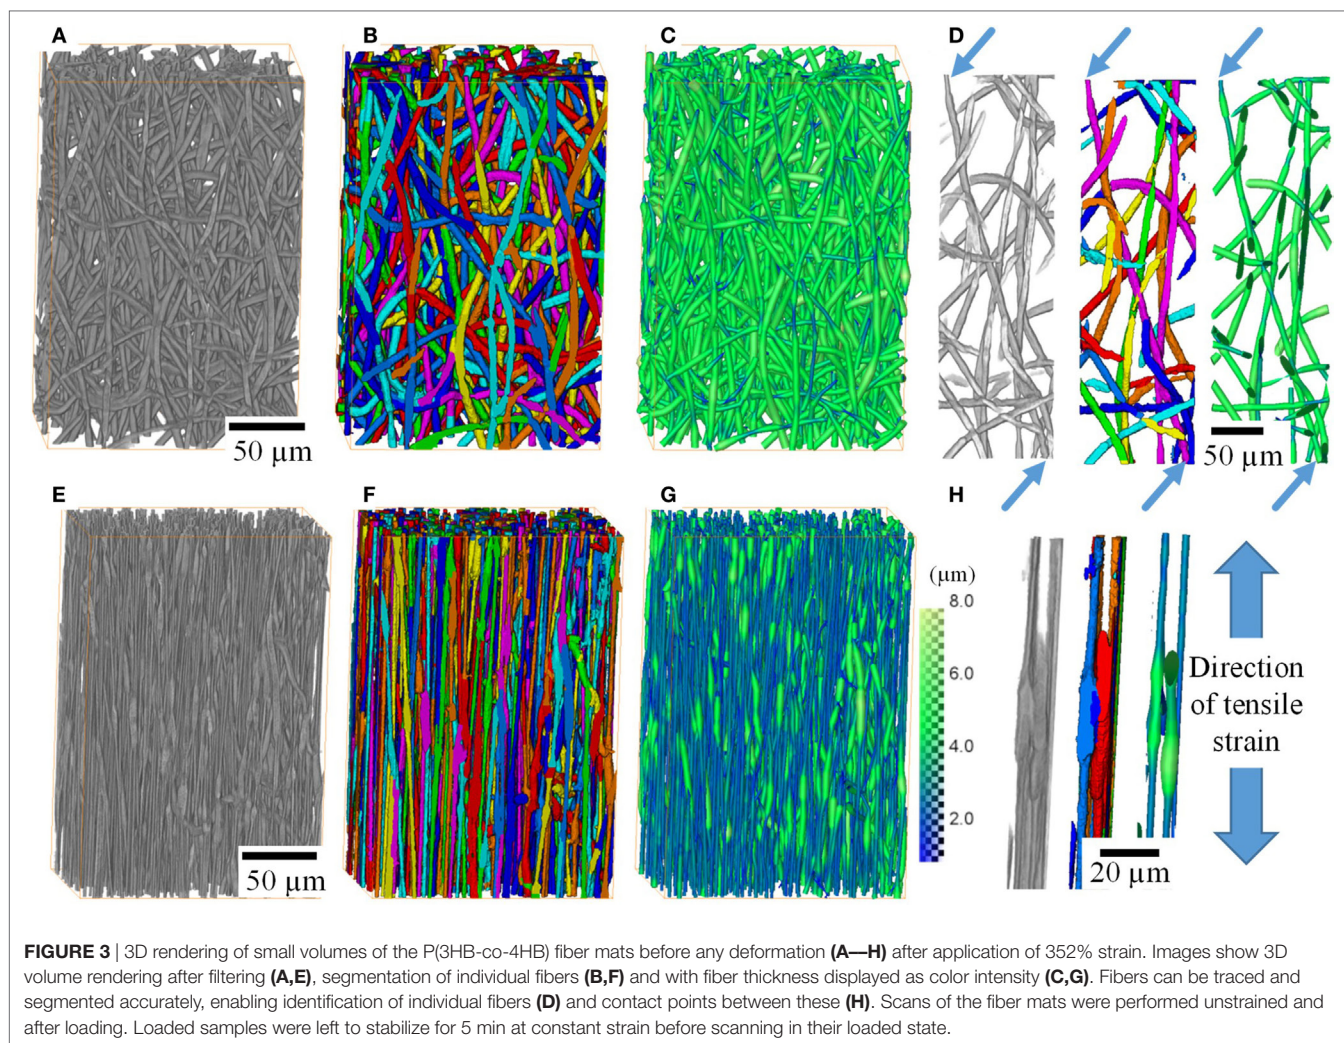 A
B
C
D
50 µm
50 µm
E
F
G
H
(µm)
8.0
6.0
4.0
2.0
50 µm
20 µm
Direction
of tensile
strain
FIGURE 3 | 3D rendering of small volumes of the P(3HB-co-4HB) fiber mats before any deformation (A—H) after application of 352% strain. Images show 3D
volume rendering after filtering (A,E), segmentation of individual fibers (B,F) and with fiber thickness displayed as color intensity (C,G). Fibers can be traced and
segmented accurately, enabling identification of individual fibers (D) and contact points between these (H). Scans of the fiber mats were performed unstrained and
after loading. Loaded samples were left to stabilize for 5 min at constant strain before scanning in their loaded state.